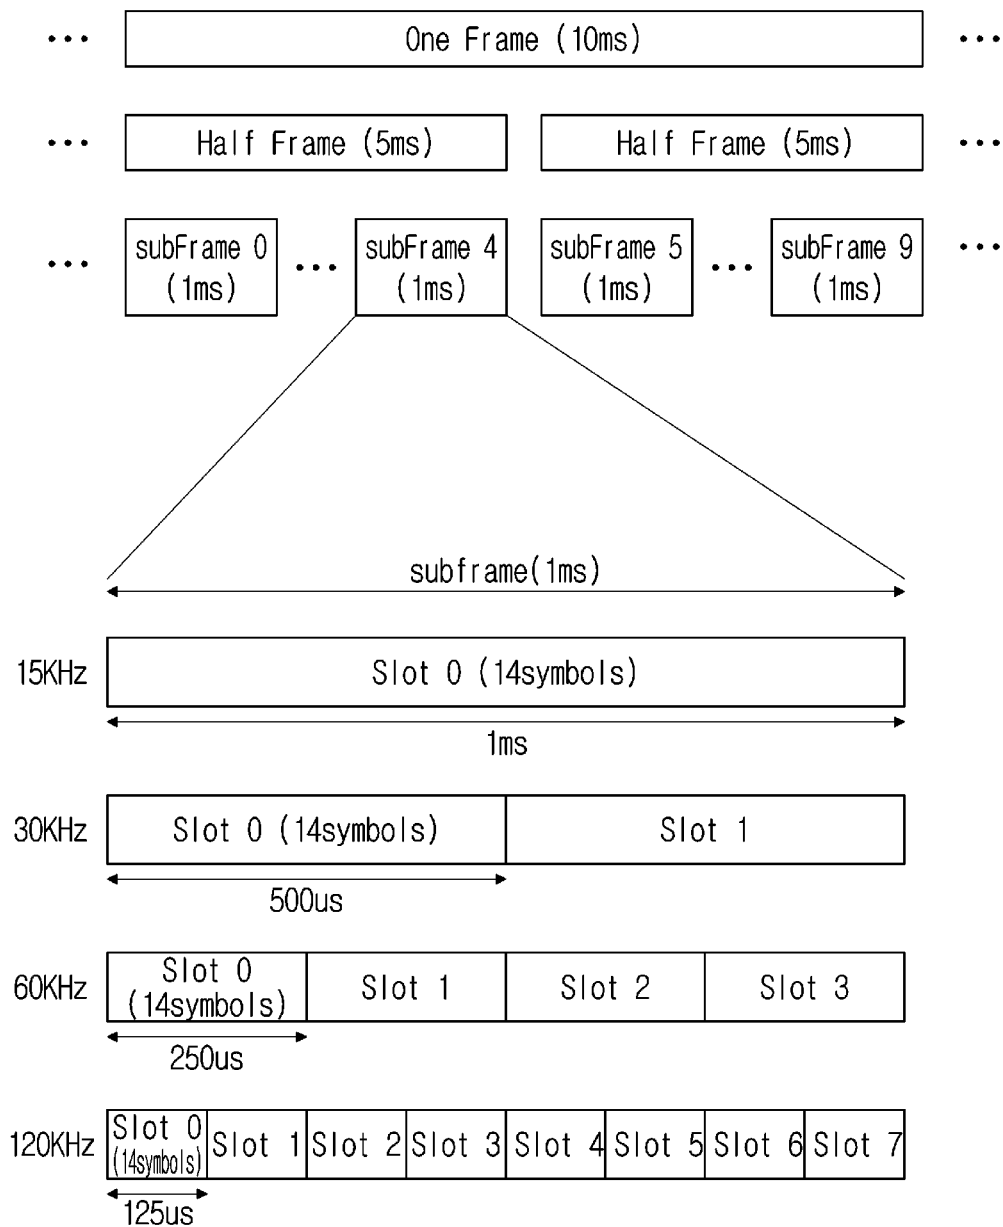 ••• One Frame (10ms) •••
••• Half Frame (5ms) Half Frame (5ms) •••
••• subFrame 0 (1ms) ••• subFrame 4 (1ms) subFrame 5 (1ms) ••• subFrame 9 (1ms) •••
subframe(1ms)
15KHz Slot 0 (14symbols)
1ms
30KHz Slot 0 (14symbols) Slot 1
500us
60KHz Slot 0 (14symbols) Slot 1 Slot 2 Slot 3
250us
120KHz Slot 0 (14symbols) Slot 1 Slot 2 Slot 3 Slot 4 Slot 5 Slot 6 Slot 7
125us